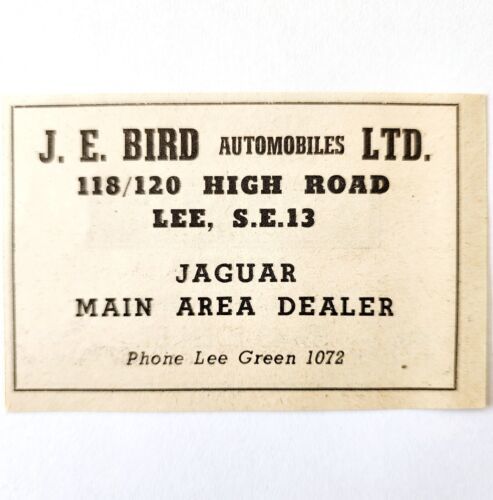 J. E. BIRD AUTOMOBILES LTD.
118/120 HIGH ROAD
LEE, S.E.13
JAGUAR
MAIN AREA DEALER
Phone Lee Green 1072